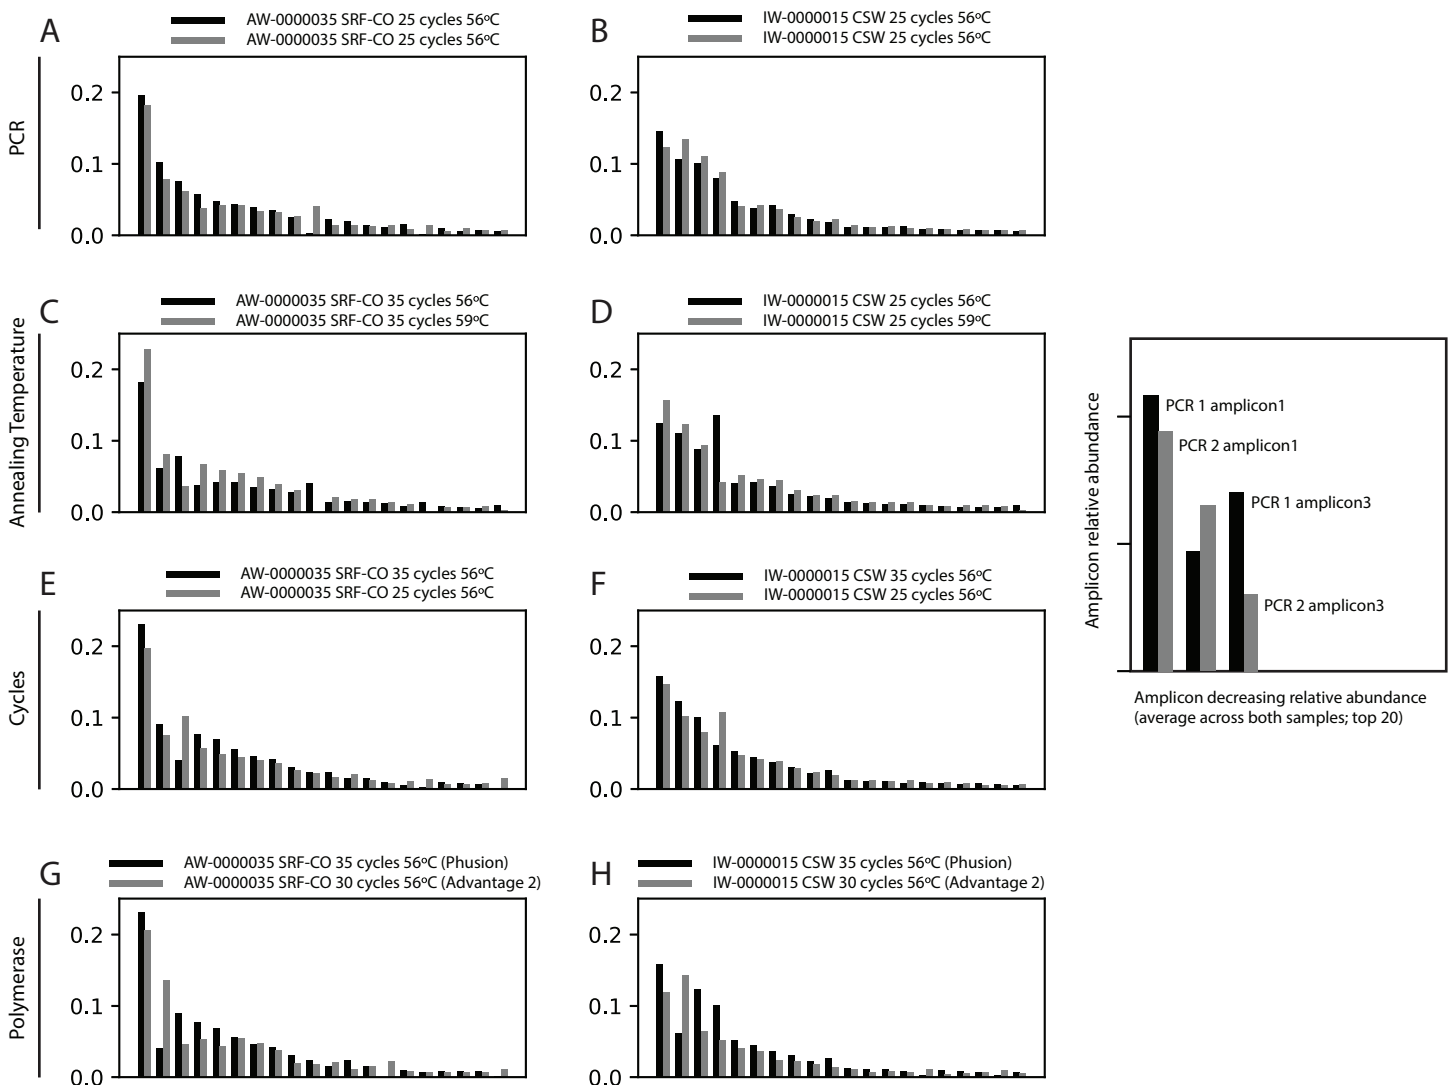 A
AW-0000035 SRF-CO 25 cycles 56ºC
AW-0000035 SRF-CO 25 cycles 56ºC
B
IW-0000015 CSW 25 cycles 56ºC
IW-0000015 CSW 25 cycles 56ºC
PCR
0.2
0.1
0.0
0.2
0.1
0.0
C
AW-0000035 SRF-CO 35 cycles 56ºC
AW-0000035 SRF-CO 35 cycles 59ºC
D
IW-0000015 CSW 25 cycles 56ºC
IW-0000015 CSW 25 cycles 59ºC
Annealing Temperature
0.2
0.1
0.0
0.2
0.1
0.0
E
AW-0000035 SRF-CO 35 cycles 56ºC
AW-0000035 SRF-CO 25 cycles 56ºC
F
IW-0000015 CSW 35 cycles 56ºC
IW-0000015 CSW 25 cycles 56ºC
Cycles
0.2
0.1
0.0
0.2
0.1
0.0
G
AW-0000035 SRF-CO 35 cycles 56ºC (Phusion)
AW-0000035 SRF-CO 30 cycles 56ºC (Advantage 2)
H
IW-0000015 CSW 35 cycles 56ºC (Phusion)
IW-0000015 CSW 30 cycles 56ºC (Advantage 2)
Polymerase
0.2
0.1
0.0
0.2
0.1
0.0
Amplicon relative abundance
PCR 1 amplicon1
PCR 2 amplicon1
PCR 1 amplicon3
PCR 2 amplicon3
Amplicon decreasing relative abundance
(average across both samples; top 20)